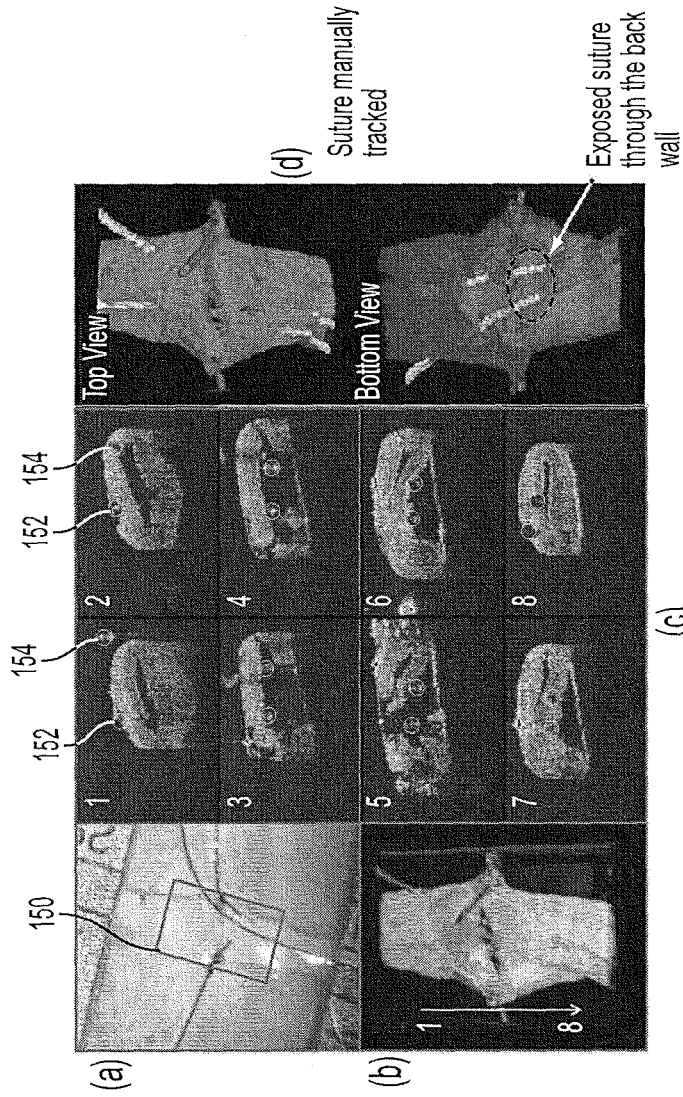 (a)
150
152
154
152
154
1
2
3
4
5
6
7
8
(b)
1
8
(c)
Top View
Bottom View
(d)
Suture manually
tracked
Exposed suture
through the back
wall